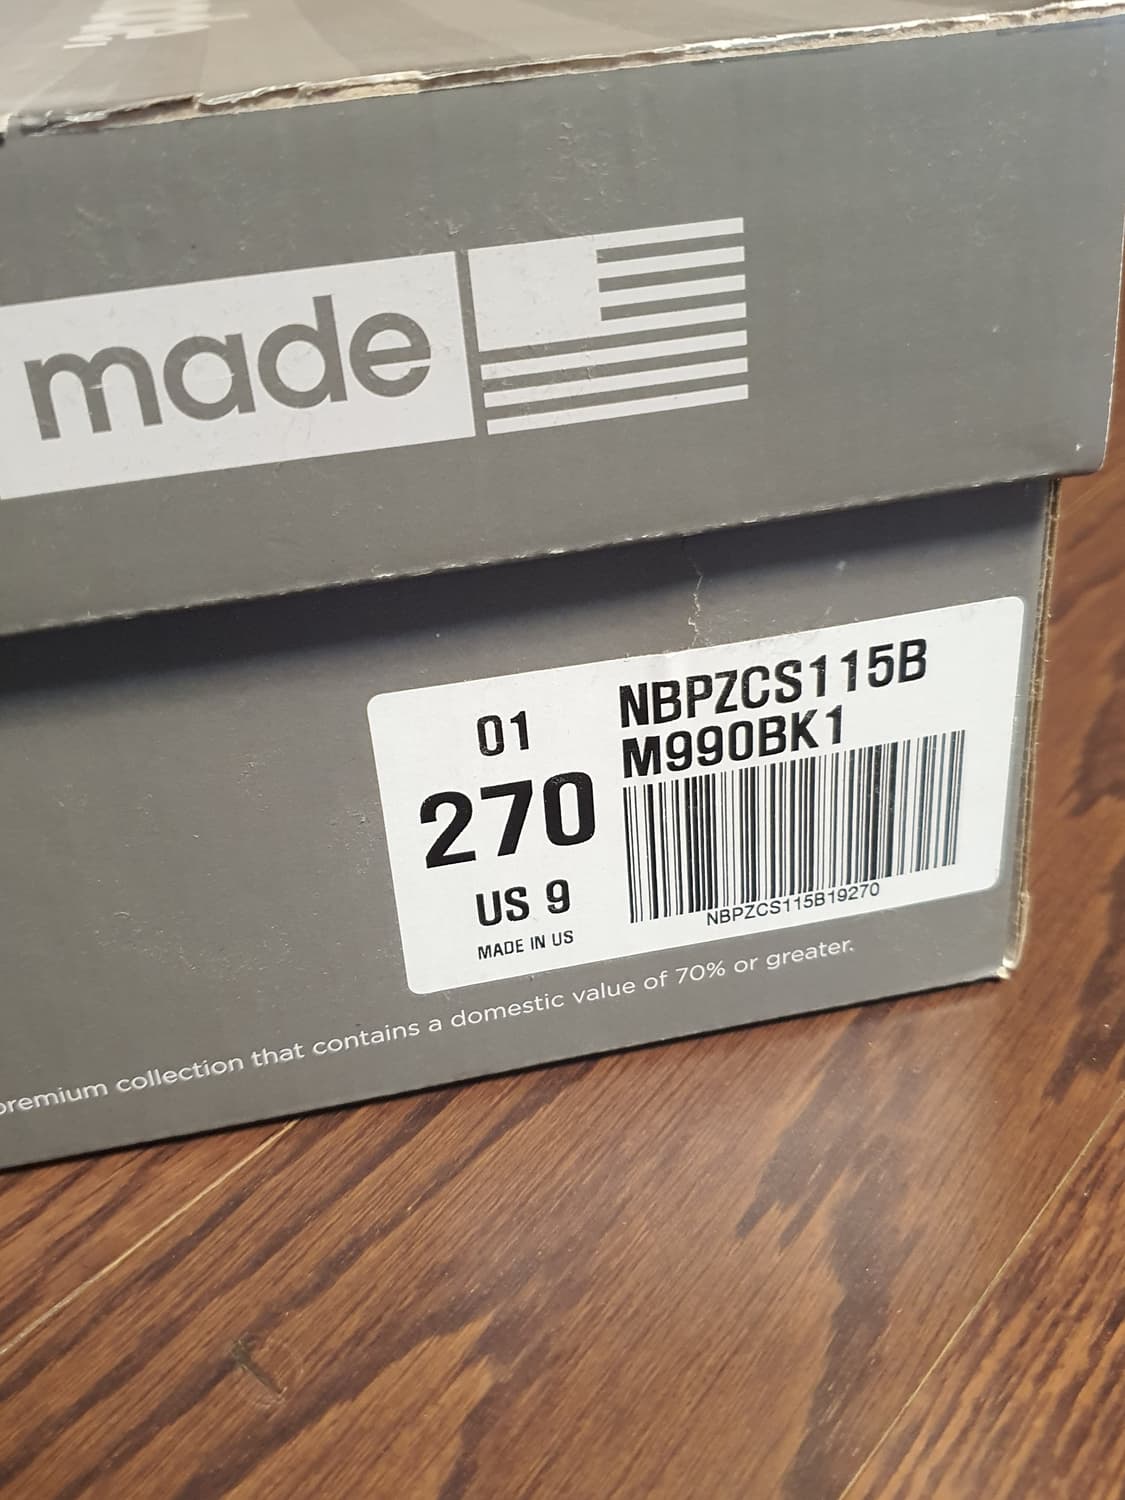 made
01
270
US 9
MADE IN US
NBPZCS115B
M990BK1
NBPZCS115B19270
premium collection that contains a domestic value of 70% or greater.